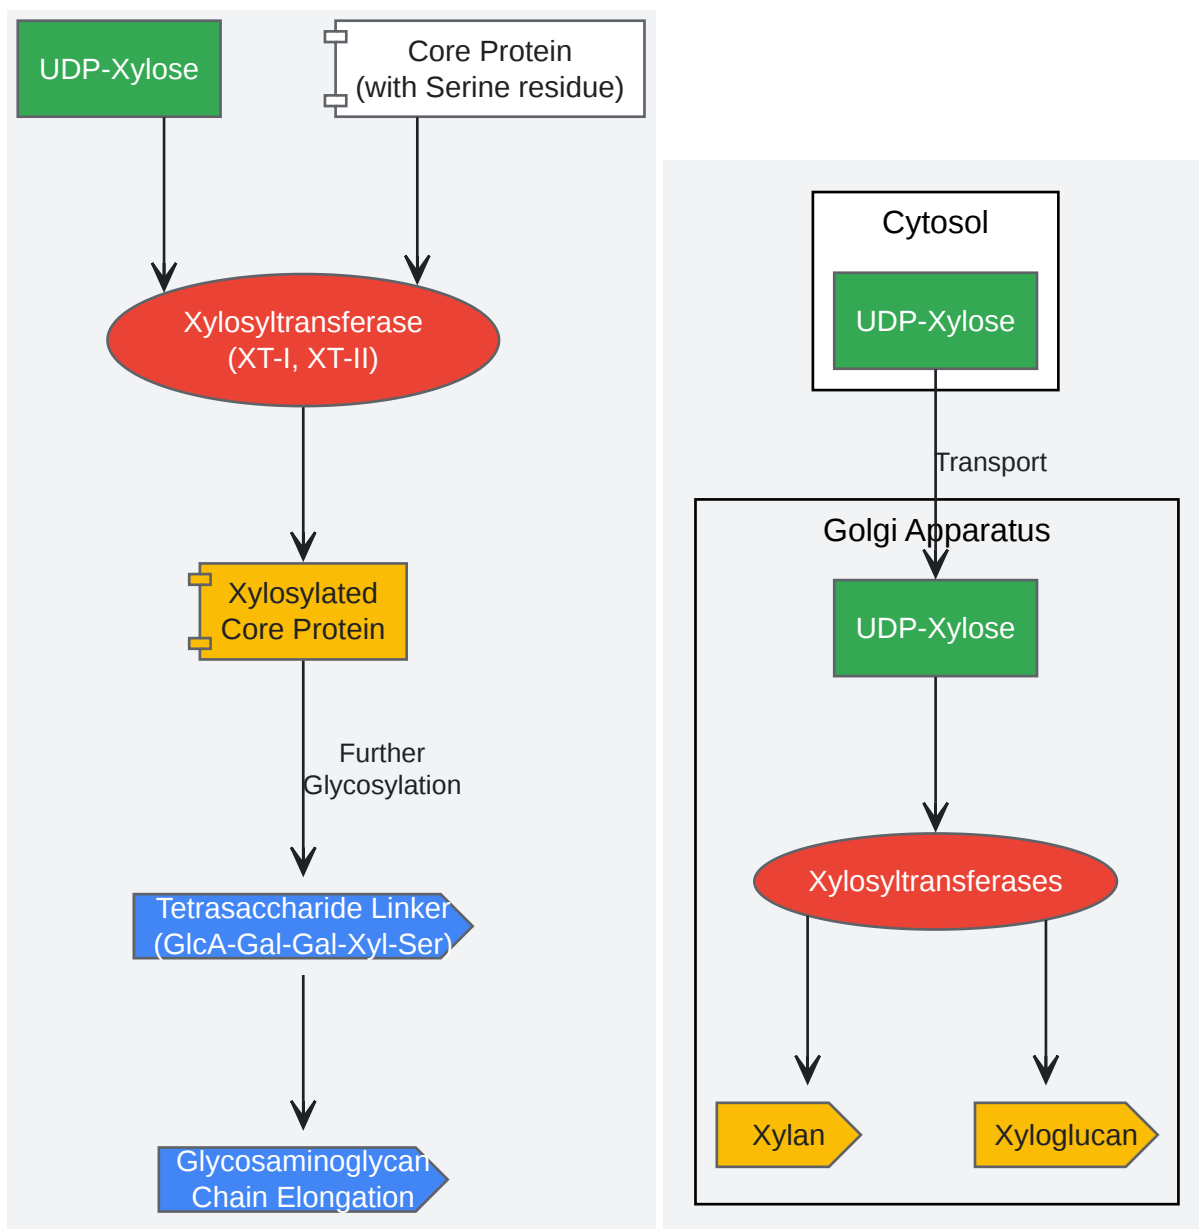 UDP-Xylose
Core Protein
(with Serine residue)
Xylosyltransferase
(XT-I, XT-II)
Xylosylated
Core Protein
Further
Glycosylation
Tetrasaccharide Linker
(GlcA-Gal-Gal-Xyl-Ser)
Glycosaminoglycan
Chain Elongation
Cytosol
UDP-Xylose
Transport
Golgi Apparatus
UDP-Xylose
Xylosyltransferases
Xylan
Xyloglucan